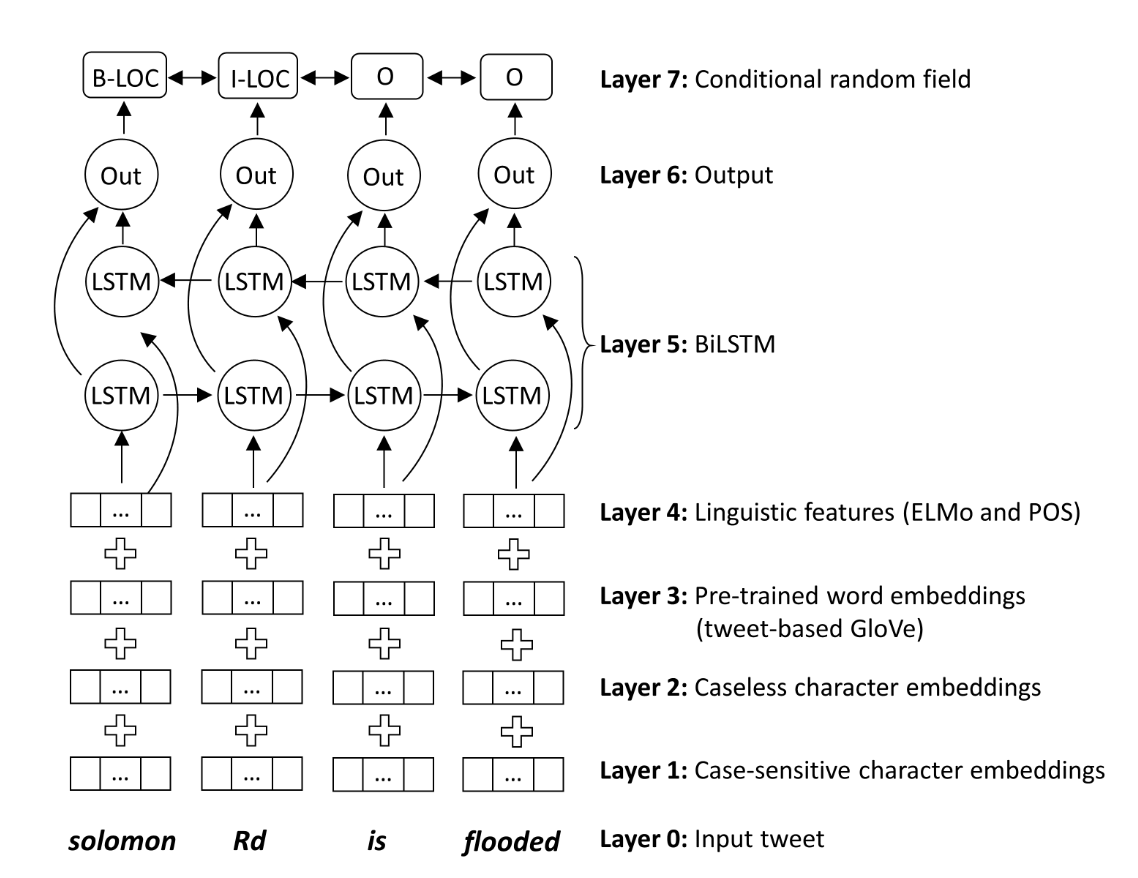 B-LOC I-LOC O O Layer 7: Conditional random field
Out Out Out Out Layer 6: Output
LSTM LSTM LSTM LSTM
Layer 5: BiLSTM
LSTM LSTM LSTM LSTM
... ... ... ... Layer 4: Linguistic features (ELMo and POS)
... ... ... ... Layer 3: Pre-trained word embeddings
(tweet-based GloVe)
... ... ... ... Layer 2: Caseless character embeddings
... ... ... ... Layer 1: Case-sensitive character embeddings
solomon Rd is flooded Layer 0: Input tweet